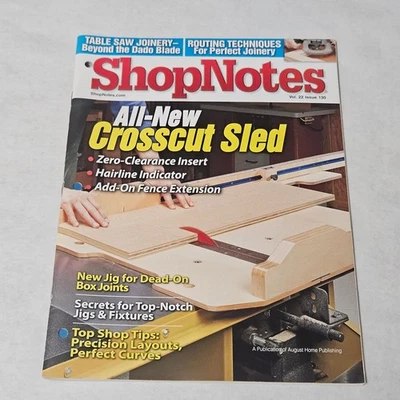 TABLE SAW JOINERY—
Beyond the Dado Blade
ROUTING TECHNIQUES
For Perfect Joinery
ShopNotes
ShopNotes.com
Vol. 22 Issue 130
All-New
Crosscut Sled
• Zero-Clearance Insert
• Hairline Indicator
• Add-On Fence Extension
New Jig for Dead-On
Box Joints
Secrets for Top-Notch
Jigs & Fixtures
Top Shop Tips:
Precision Layouts,
Perfect Curves
A Publication of August Home Publishing